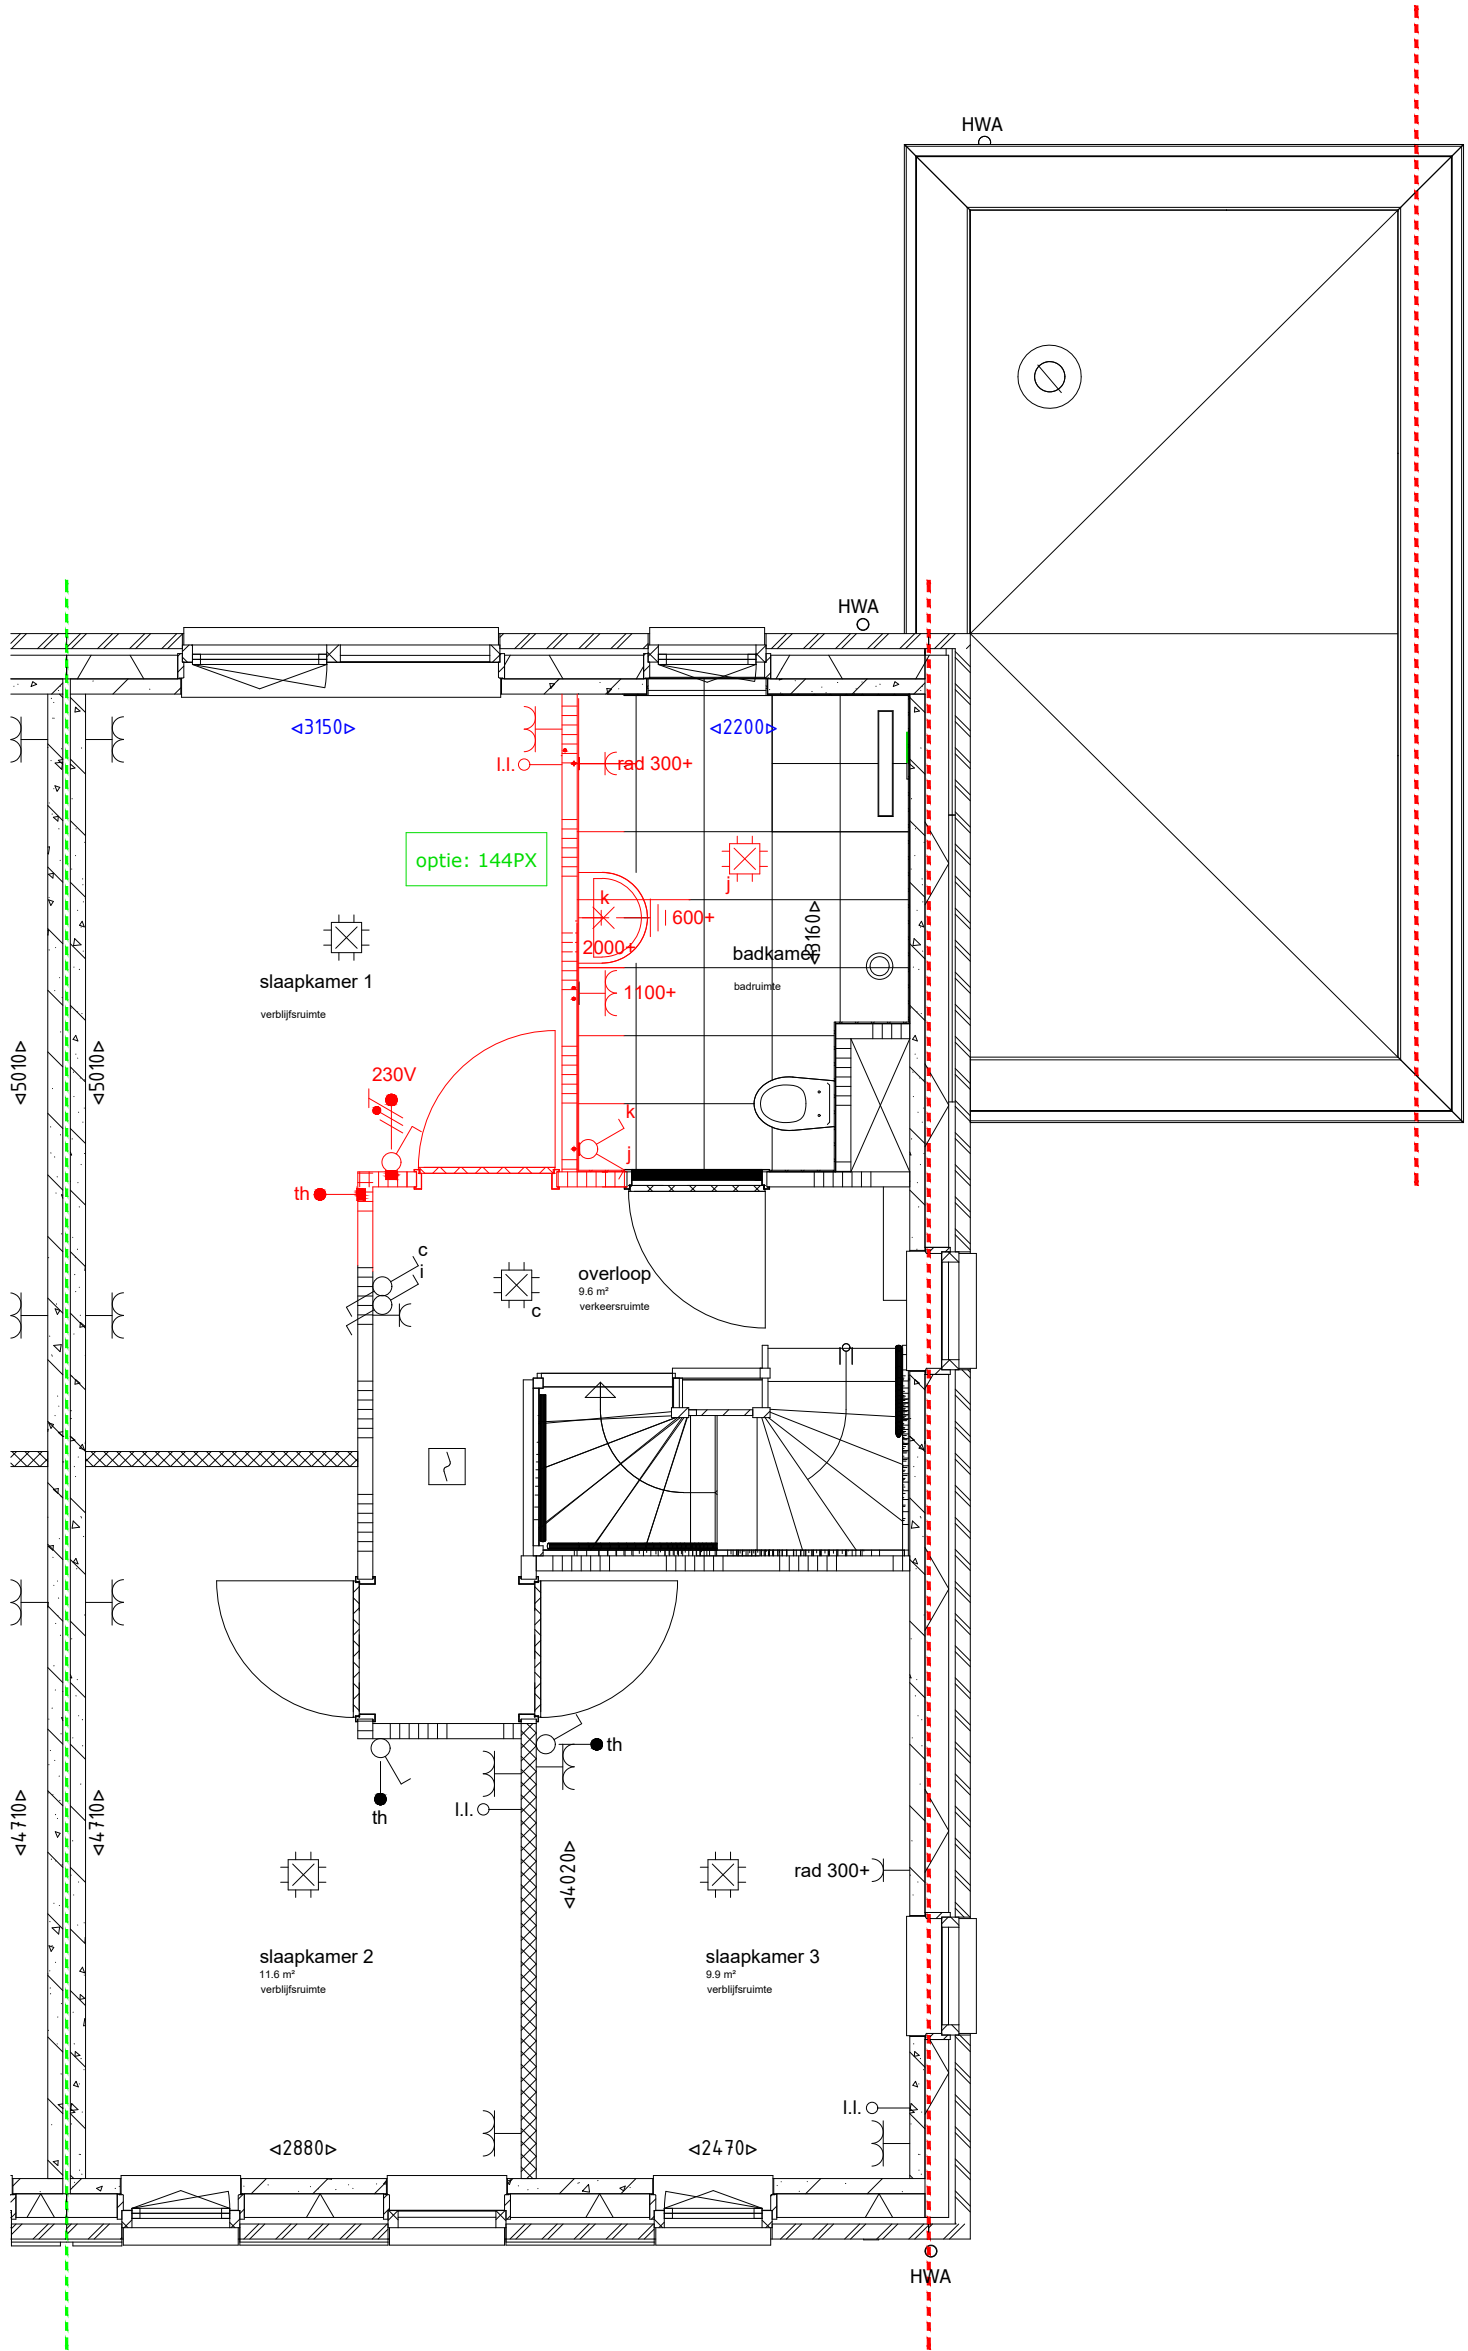 HWA
HWA
3150
2200
l.l.
rad 300+
optie: 144PX
j
k
600+
2000+
3160
badkamer
badruimte
slaapkamer 1
verblijfsruimte
1100+
5010
5010
230V
k
j
th
c
i
overloop
9.6 m²
verkeersruimte
c
th
th
l.l.
4710
4710
4020
rad 300+
slaapkamer 2
11.6 m²
verblijfsruimte
slaapkamer 3
9.9 m²
verblijfsruimte
l.l.
2880
2470
HWA